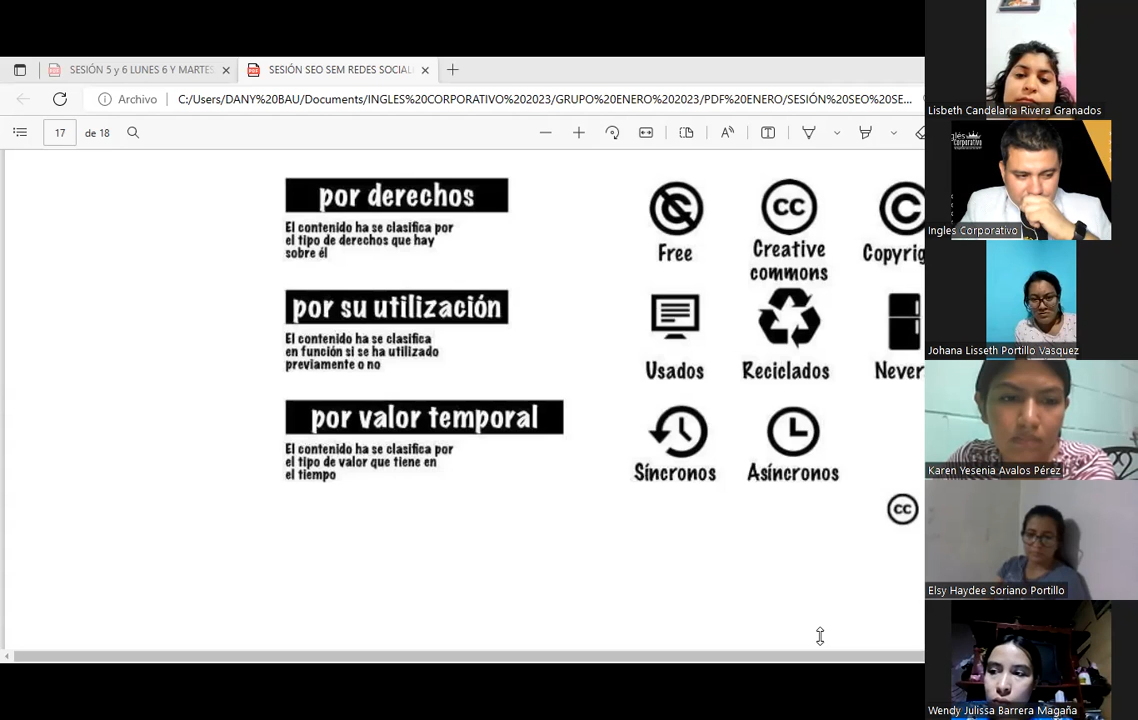 SESIÓN 5 y 6 LUNES 6 Y MARTES
SESIÓN SEO SEM REDES SOCIAL
Archivo
C:/Users/DANY%20BAU/Documents/INGLES%20CORPORATIVO%202023/GRUPO%20ENERO%202023/PDF%20ENERO/SESIÓN%20SEO%20SE...
17 de 18
por derechos
El contenido ha se clasifica por
el tipo de derechos que hay
sobre él
Free
Creative
commons
Copyrig
por su utilización
El contenido ha se clasifica
en función si se ha utilizado
previamente o no
Usados
Reciclados
Never
por valor temporal
El contenido ha se clasifica por
el tipo de valor que tiene en
el tiempo
Síncronos
Asíncronos
cc
Lisbeth Candelaria Rivera Granados
Ingles Corporativo
Johana Lisseth Portillo Vasquez
Karen Yesenia Avalos Pérez
Elsy Haydee Soriano Portillo
Wendy Julissa Barrera Magaña